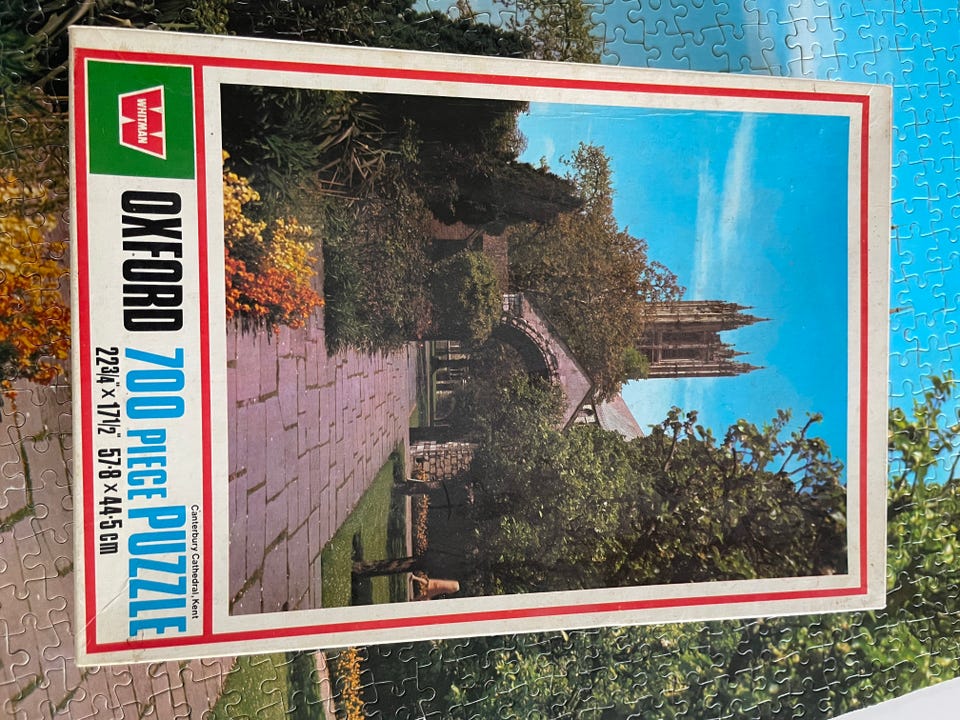 Canterbury Cathedral, Kent
WHITMAN
OXFORD 700 PIECE PUZZLE
22¾" x 17½" 57·8 x 44·5 cm